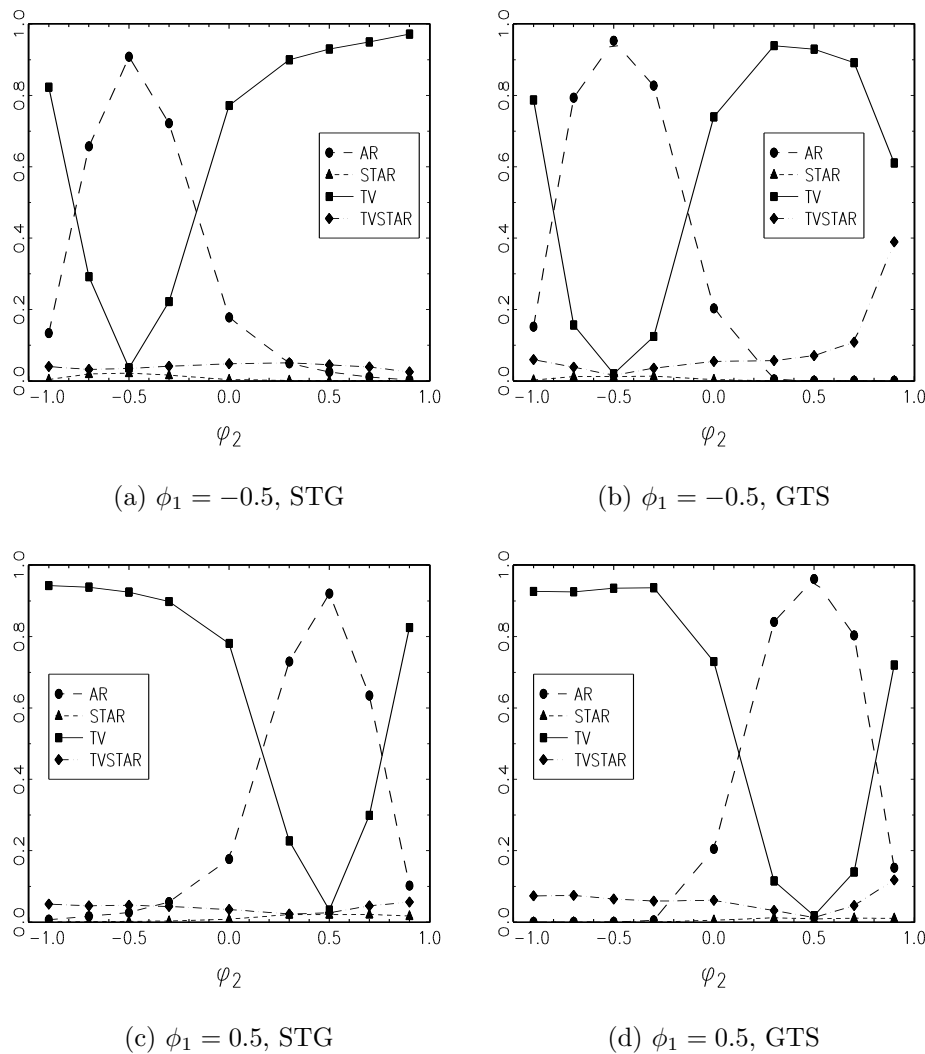 1.0
0.8
0.6
0.4
0.2
0.0
AR
STAR
TV
TVSTAR
−1.0 −0.5 0.0 0.5 1.0
φ2
(a) ϕ1 = −0.5, STG
1.0
0.8
0.6
0.4
0.2
0.0
AR
STAR
TV
TVSTAR
−1.0 −0.5 0.0 0.5 1.0
φ2
(b) ϕ1 = −0.5, GTS
1.0
0.8
0.6
0.4
0.2
0.0
AR
STAR
TV
TVSTAR
−1.0 −0.5 0.0 0.5 1.0
φ2
(c) ϕ1 = 0.5, STG
1.0
0.8
0.6
0.4
0.2
0.0
AR
STAR
TV
TVSTAR
−1.0 −0.5 0.0 0.5 1.0
φ2
(d) ϕ1 = 0.5, GTS